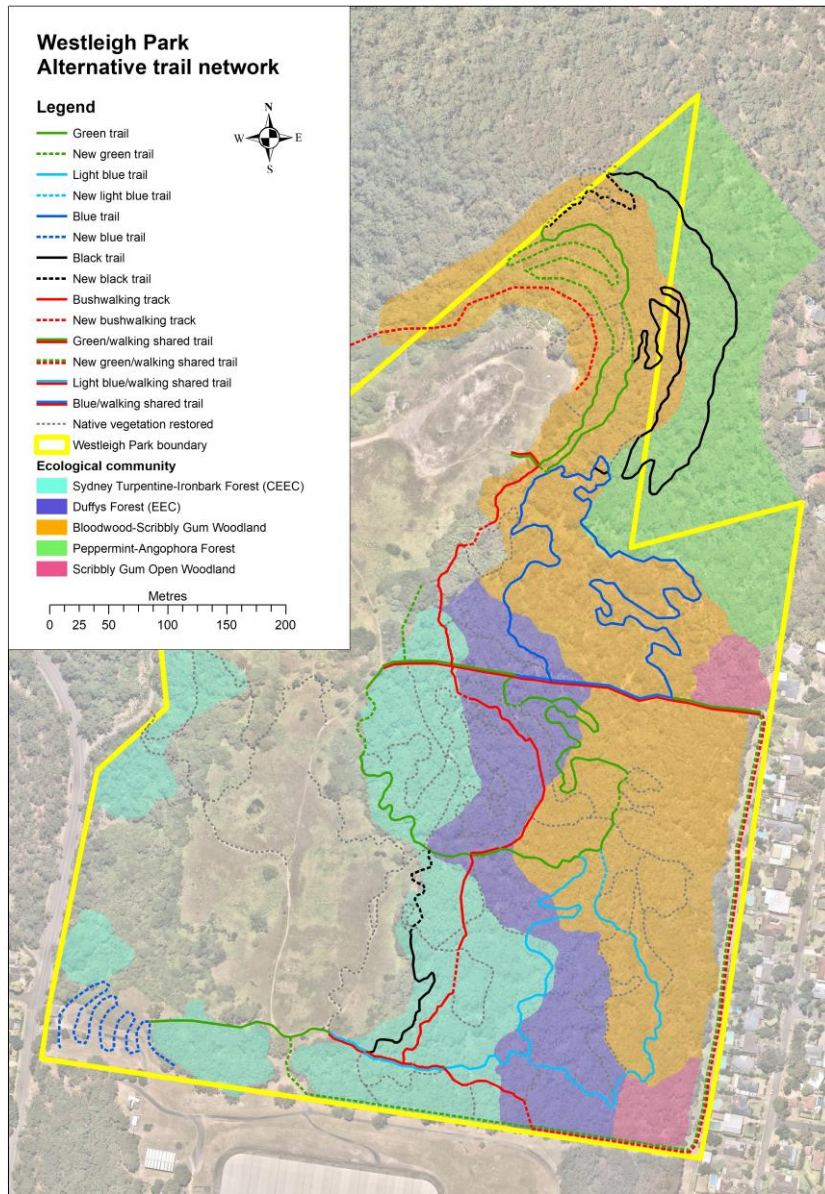 Westleigh Park
Alternative trail network
Legend
N
W E
S
Green trail
New green trail
Light blue trail
New light blue trail
Blue trail
New blue trail
Black trail
New black trail
Bushwalking track
New bushwalking track
Green/walking shared trail
New green/walking shared trail
Light blue/walking shared trail
Blue/walking shared trail
Native vegetation restored
Westleigh Park boundary
Ecological community
Sydney Turpentine-Ironbark Forest (CEEC)
Duffys Forest (EEC)
Bloodwood-Scribbly Gum Woodland
Peppermint-Angophora Forest
Scribbly Gum Open Woodland
Metres
0 25 50 100 150 200